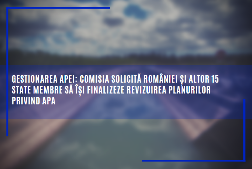 GESTIONAREA APEI: COMISIA SOLICITĂ ROMÂNIEI ȘI ALTOR 15
STATE MEMBRE SĂ ÎȘI FINALIZEZE REVIZUIREA PLANURILOR
PRIVIND APA